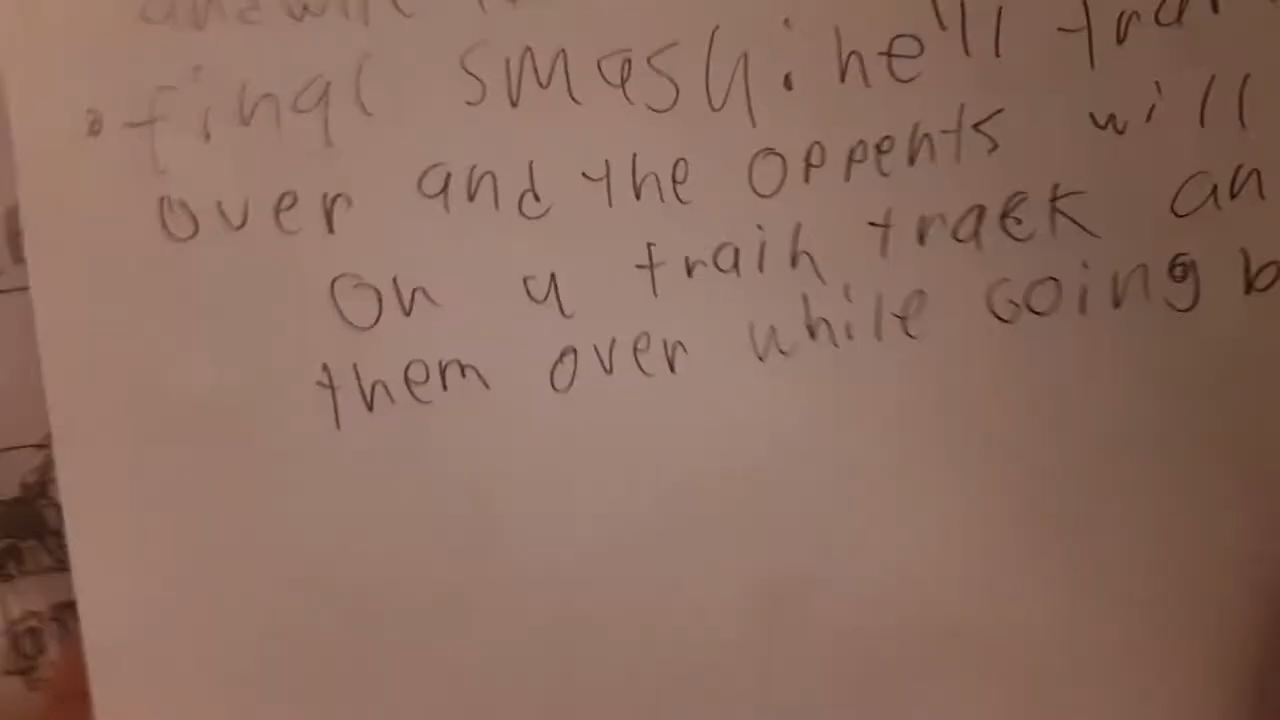 • final smash: he'll
over and the oppents will
on a train track an
them over while going b